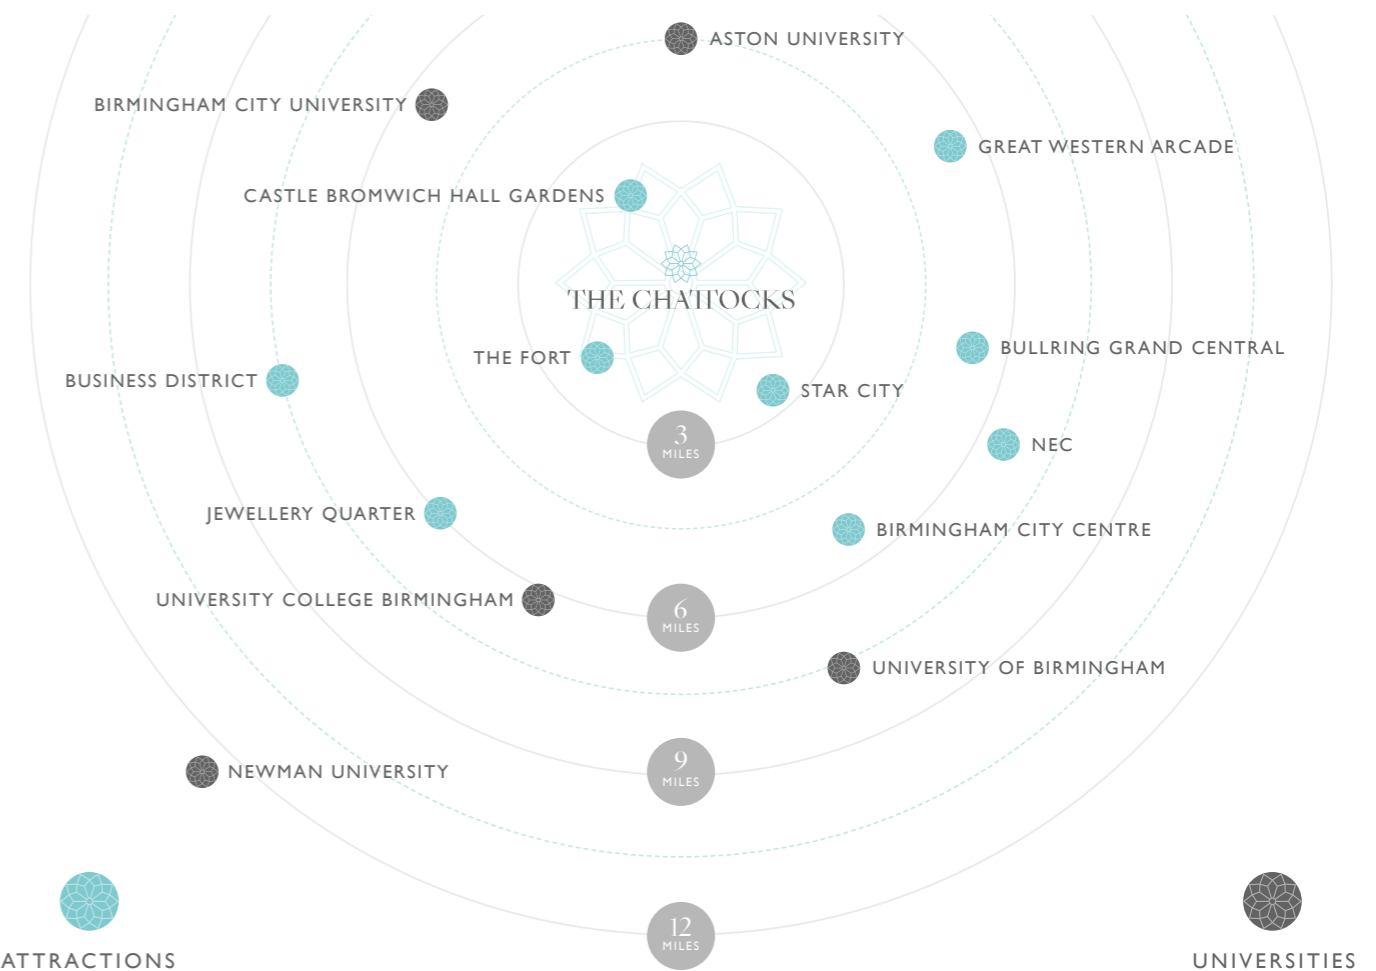 ASTON UNIVERSITY
BIRMINGHAM CITY UNIVERSITY
GREAT WESTERN ARCADE
CASTLE BROMWICH HALL GARDENS
THE CHATTOCKS
BULLRING GRAND CENTRAL
THE FORT
BUSINESS DISTRICT
STAR CITY
3
MILES
NEC
JEWELLERY QUARTER
BIRMINGHAM CITY CENTRE
UNIVERSITY COLLEGE BIRMINGHAM
6
MILES
UNIVERSITY OF BIRMINGHAM
NEWMAN UNIVERSITY
9
MILES
12
MILES
ATTRACTIONS
UNIVERSITIES